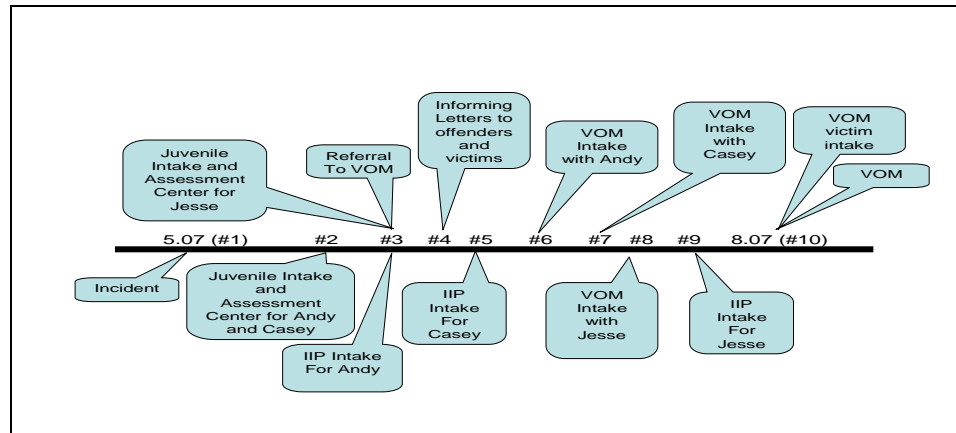 Juvenile
Intake and
Assessment
Center for
Jesse
Referral
To VOM
Informing
Letters to
offenders
and
victims
VOM
Intake
with Andy
VOM
Intake
with
Casey
VOM
victim
intake
VOM
5.07 (#1) #2 #3 #4 #5 #6 #7 #8 #9 8.07 (#10)
Incident
Juvenile Intake
and
Assessment
Center for Andy
and Casey
IIP Intake
For Andy
IIP
Intake
For
Casey
VOM
Intake
with
Jesse
IIP
Intake
For
Jesse